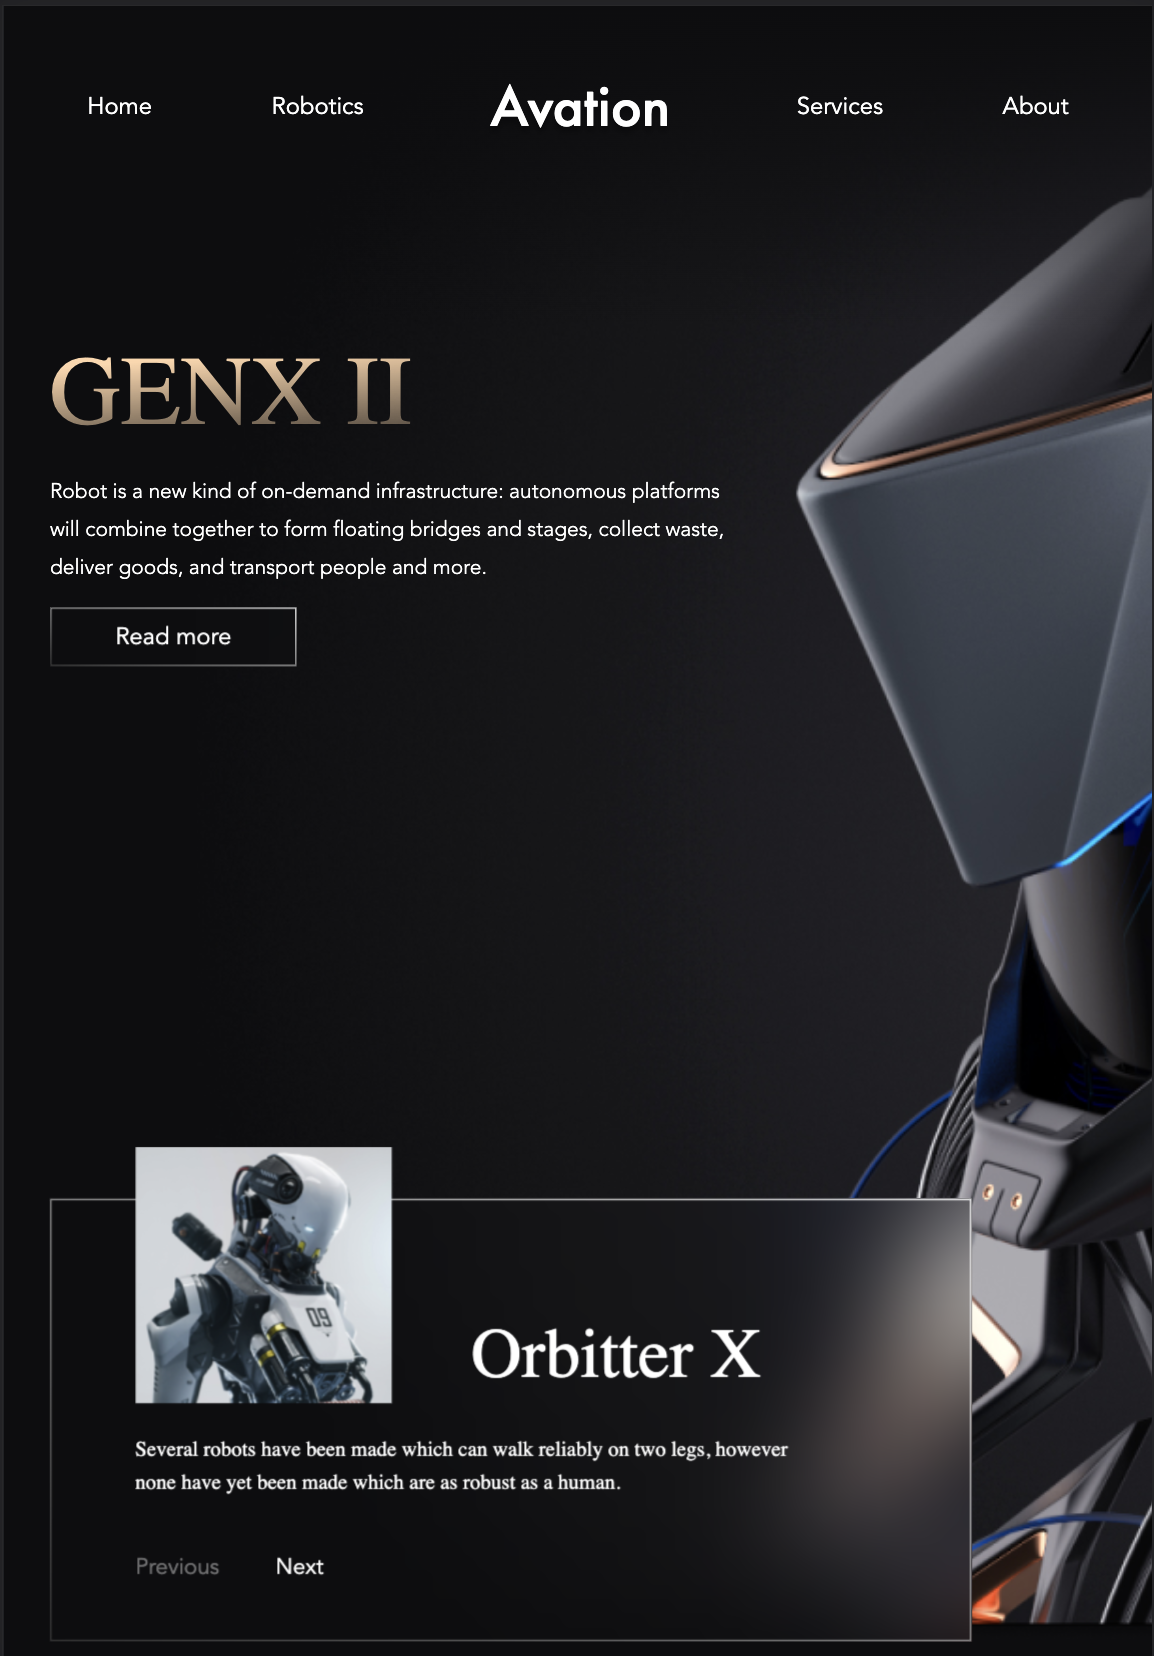 Home Robotics Avation Services About
GENX II
Robot is a new kind of on-demand infrastructure: autonomous platforms
will combine together to form floating bridges and stages, collect waste,
deliver goods, and transport people and more.
Read more
09
Orbitter X
Several robots have been made which can walk reliably on two legs, however
none have yet been made which are as robust as a human.
Previous Next